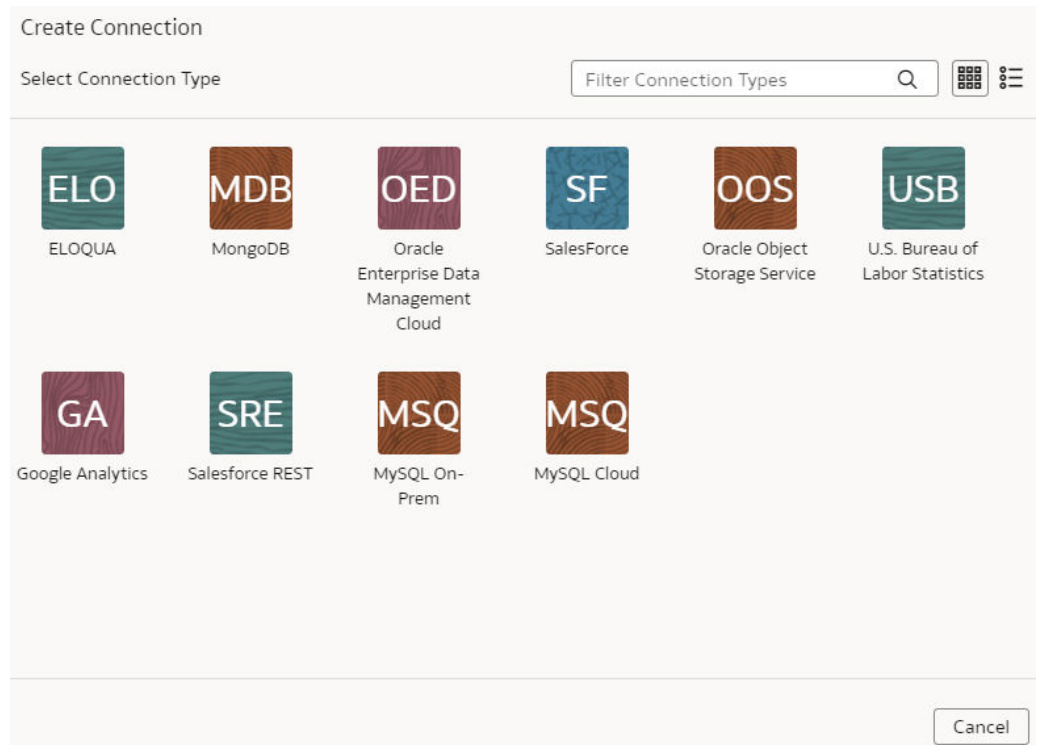 Create Connection
Select Connection Type
Filter Connection Types
ELO
MDB
OED
SF
OOS
USB
ELOQUA
MongoDB
Oracle
Enterprise Data
Management
Cloud
SalesForce
Oracle Object
Storage Service
U.S. Bureau of
Labor Statistics
GA
SRE
MSQ
MSQ
Google Analytics
Salesforce REST
MySQL On-
Prem
MySQL Cloud
Cancel